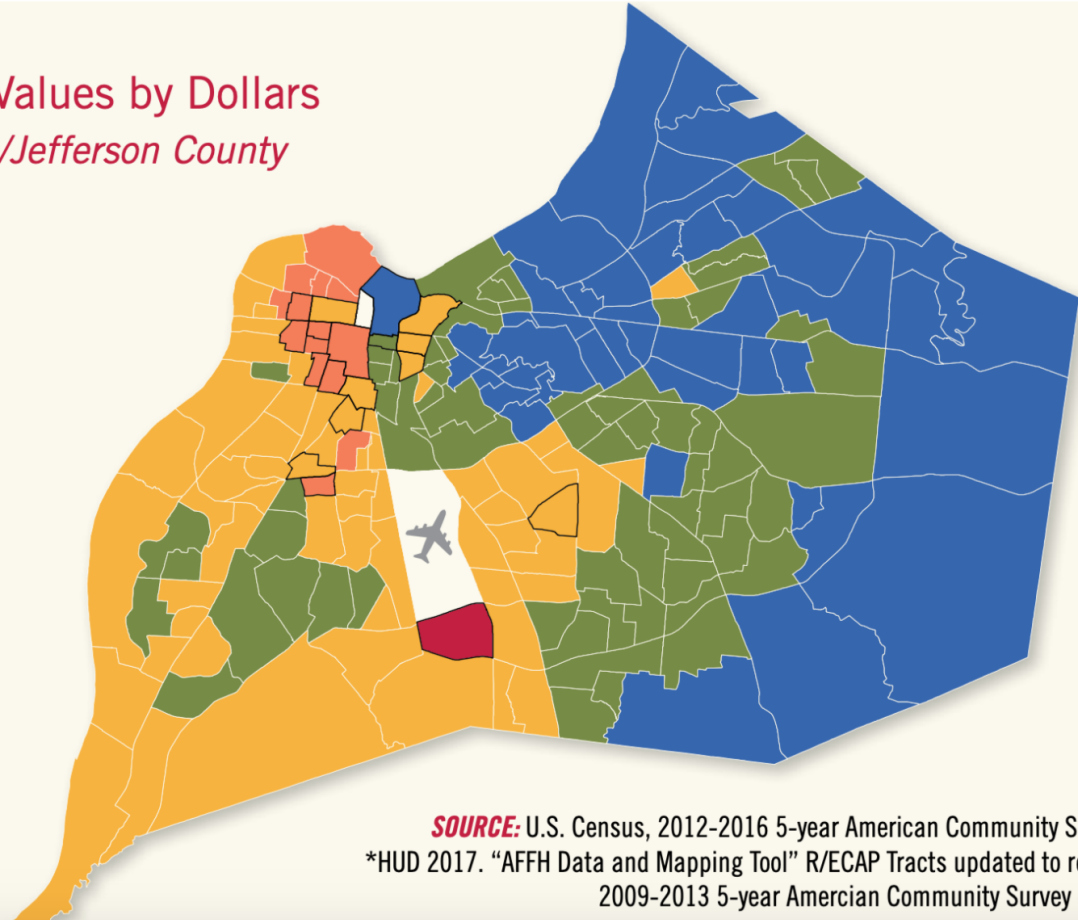 Values by Dollars
/Jefferson County
SOURCE: U.S. Census, 2012-2016 5-year American Community S
*HUD 2017. “AFFH Data and Mapping Tool” R/ECAP Tracts updated to r
2009-2013 5-year Amercian Community Survey